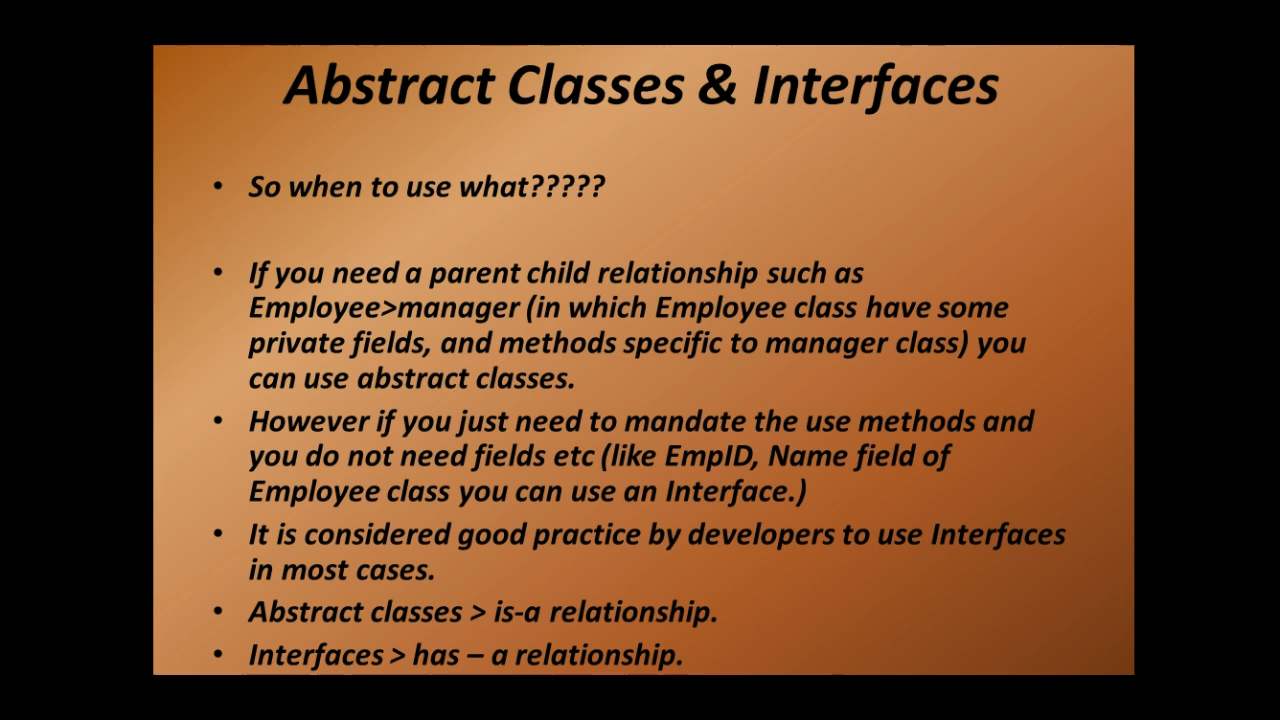 Abstract Classes & Interfaces
• So when to use what?????
• If you need a parent child relationship such as
Employee>manager (in which Employee class have some
private fields, and methods specific to manager class) you
can use abstract classes.
• However if you just need to mandate the use methods and
you do not need fields etc (like EmpID, Name field of
Employee class you can use an Interface.)
• It is considered good practice by developers to use Interfaces
in most cases.
• Abstract classes > is-a relationship.
• Interfaces > has – a relationship.